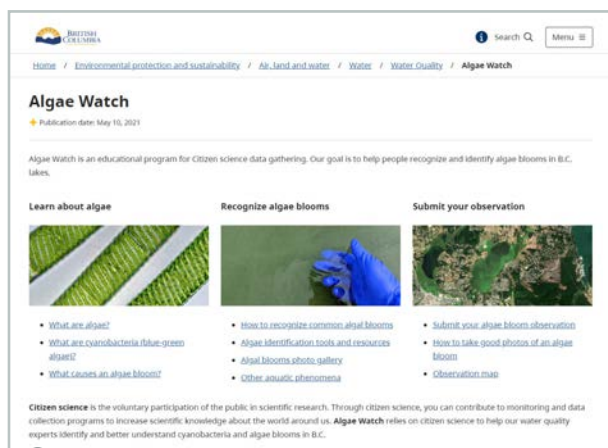 BRITISH
COLUMBIA
Search
Menu
Home / Environmental protection and sustainability / Air, land and water / Water / Water Quality / Algae Watch
Algae Watch
Publication date: May 10, 2021
Algae Watch is an educational program for Citizen science data gathering. Our goal is to help people recognize and identify algae blooms in B.C.
lakes.
Learn about algae
Recognize algae blooms
Submit your observation
What are algae?
What are cyanobacteria (blue-green
algae)?
What causes an algae bloom?
How to recognize common algal blooms
Algae identification tools and resources
Algal blooms photo gallery
Other aquatic phenomena
Submit your algae bloom observation
How to take good photos of an algae
bloom
Observation map
Citizen science is the voluntary participation of the public in scientific research. Through citizen science, you can contribute to monitoring and data
collection programs to increase scientific knowledge about the world around us. Algae Watch relies on citizen science to help our water quality
experts identify and better understand cyanobacteria and algae blooms in B.C.